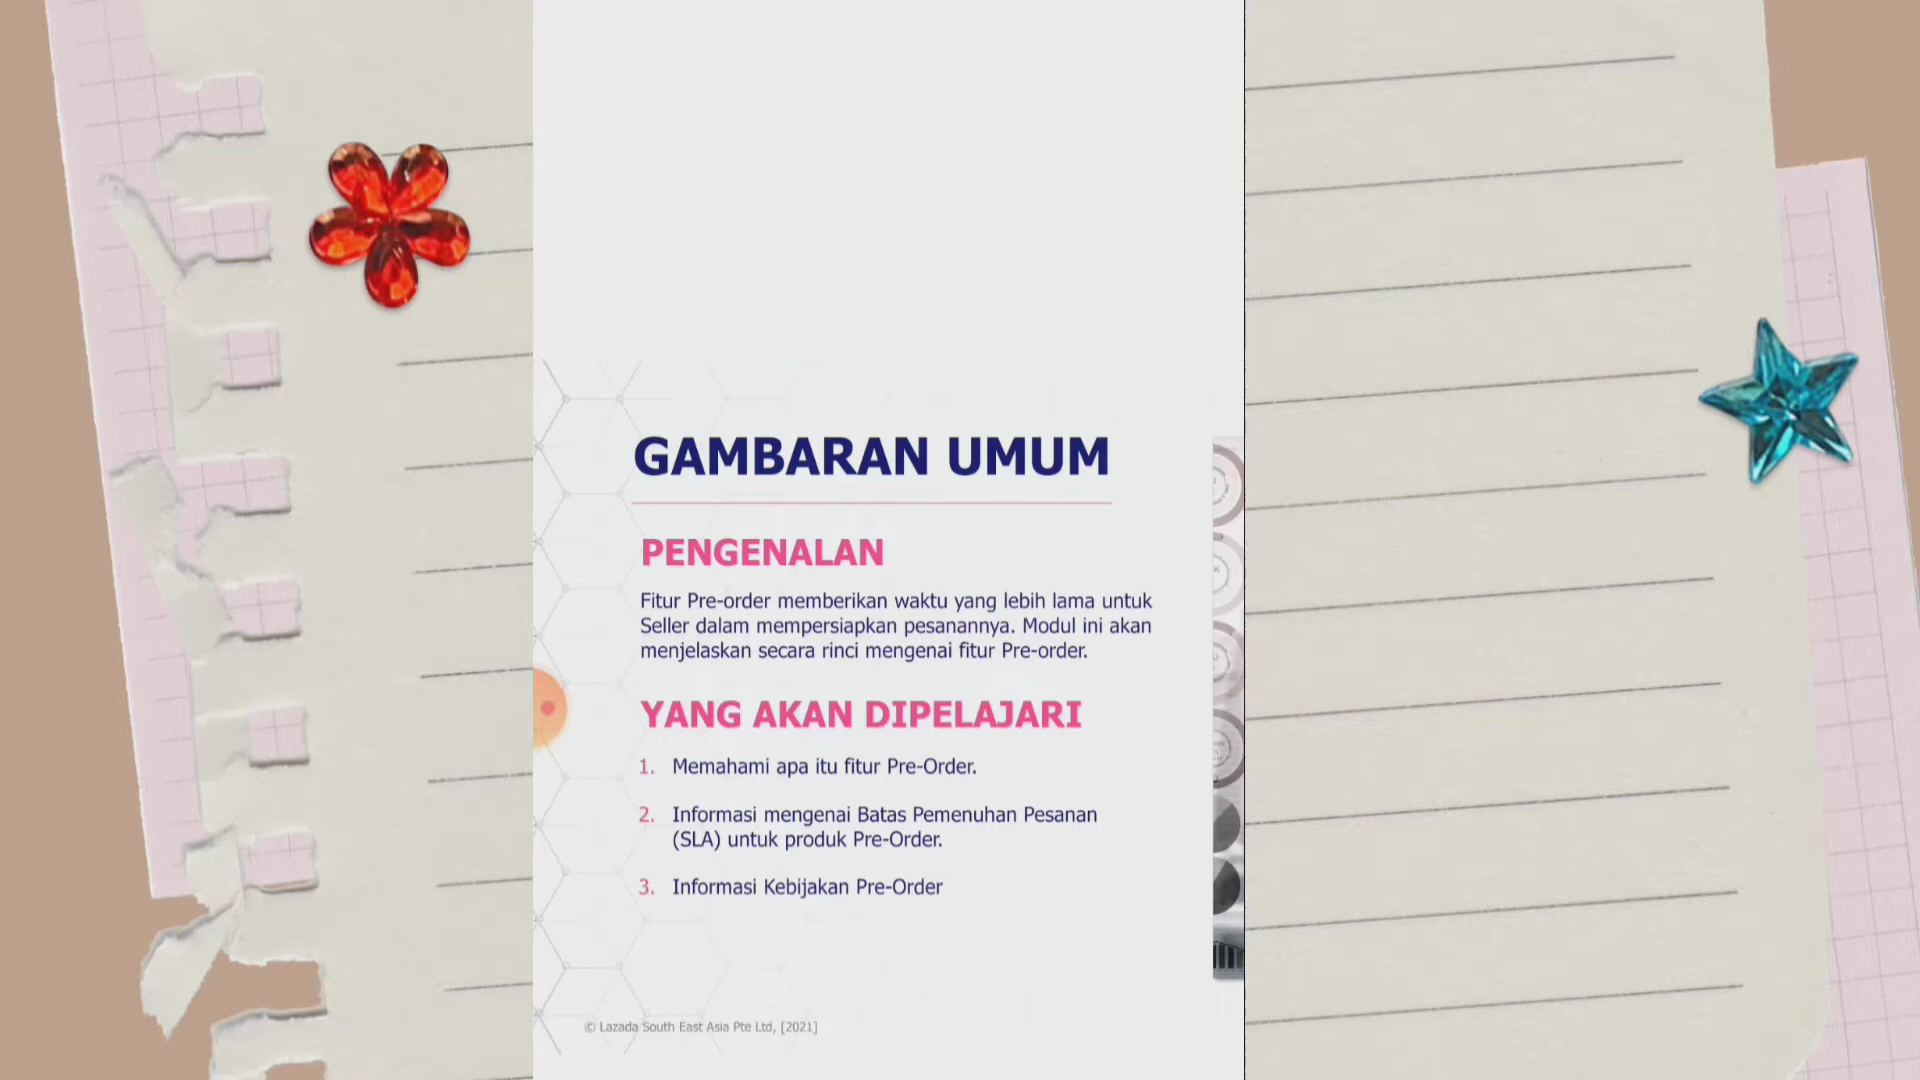 GAMBARAN UMUM
PENGENALAN
Fitur Pre-order memberikan waktu yang lebih lama untuk
Seller dalam mempersiapkan pesanannya. Modul ini akan
menjelaskan secara rinci mengenai fitur Pre-order.
YANG AKAN DIPELAJARI
1. Memahami apa itu fitur Pre-Order.
2. Informasi mengenai Batas Pemenuhan Pesanan
(SLA) untuk produk Pre-Order.
3. Informasi Kebijakan Pre-Order
© Lazada South East Asia Pte Ltd, [2021]